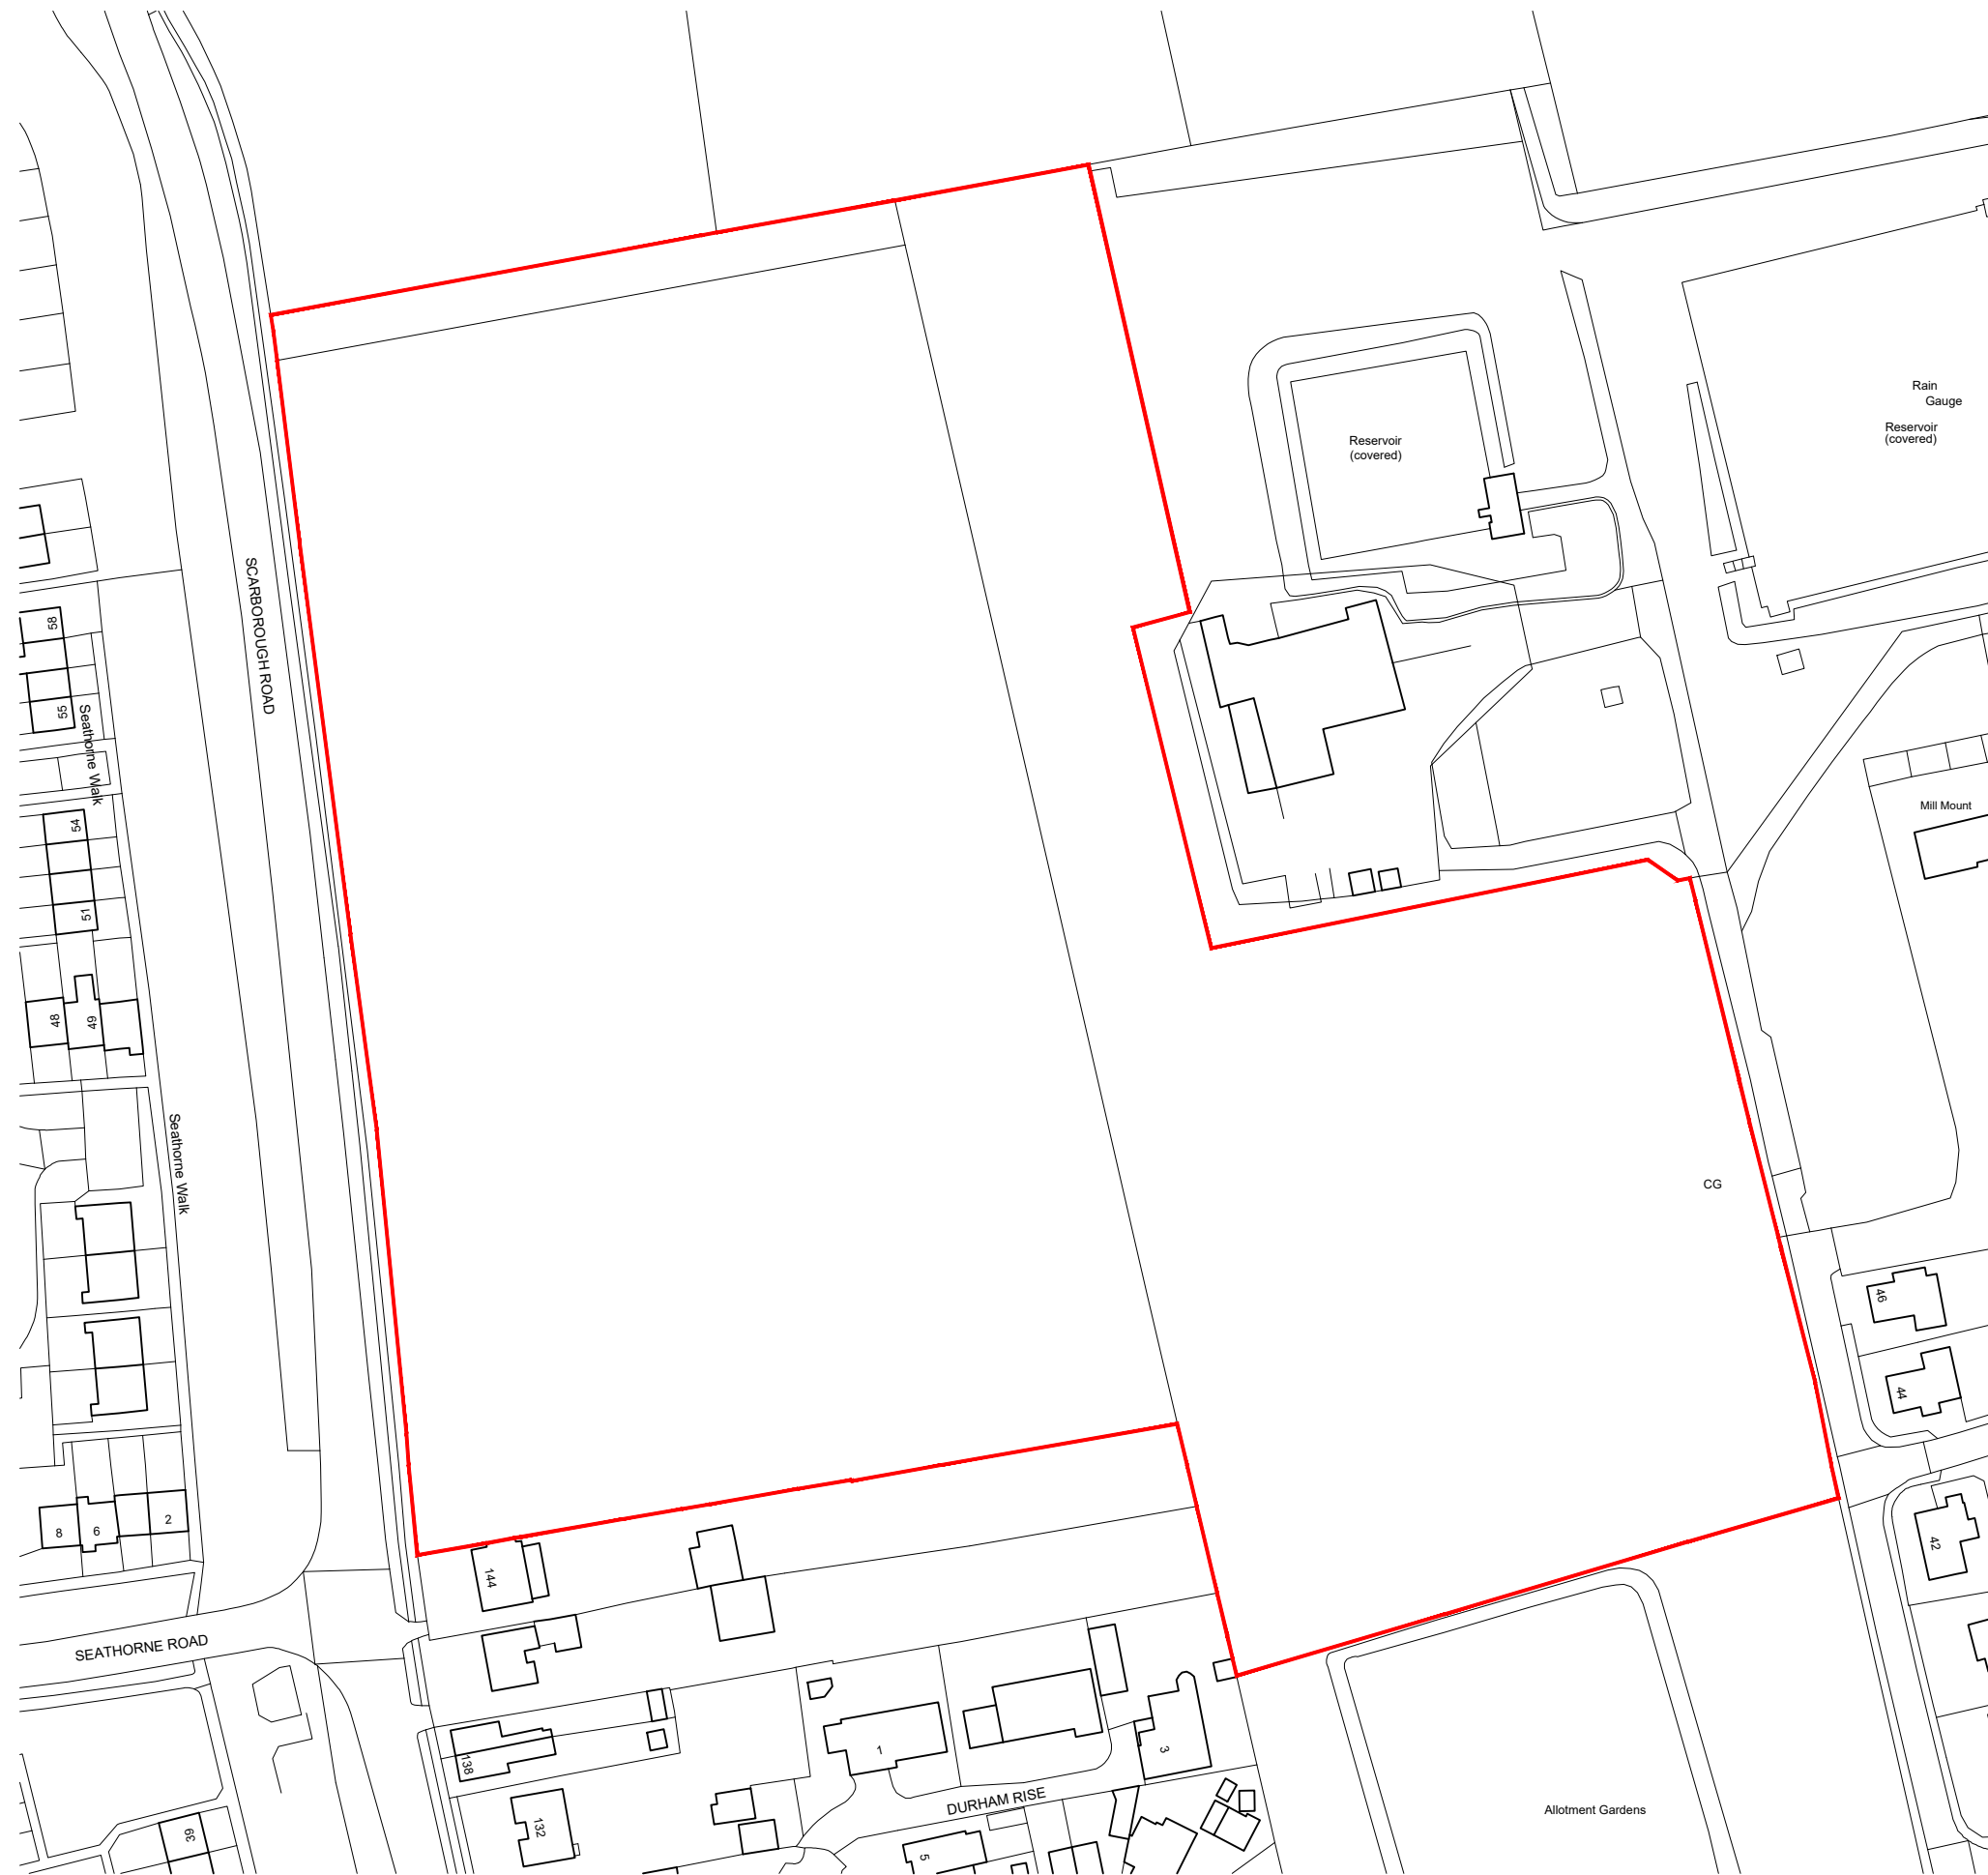 Rain
Gauge
Reservoir
(covered)
Reservoir
(covered)
SCARBOROUGH ROAD
58
55
Seathorne Walk
Mill Mount
54
51
48
49
Seathorne Walk
CG
46
44
8
6
2
42
144
SEATHORNE ROAD
138
1
3
DURHAM RISE
Allotment Gardens
132
39
5